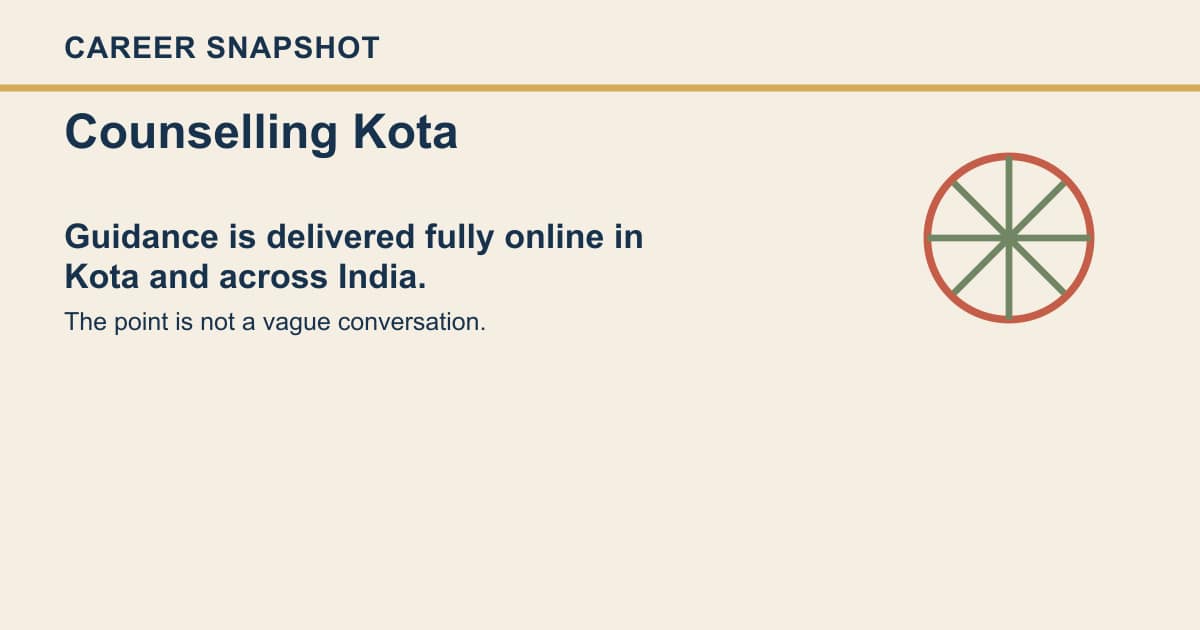 CAREER SNAPSHOT
Counselling Kota
Guidance is delivered fully online in
Kota and across India.
The point is not a vague conversation.